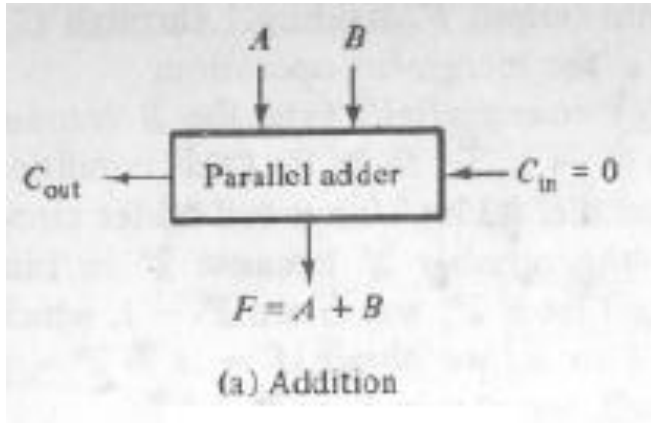 A B
C_out Parallel adder C_in = 0
F = A + B
(a) Addition